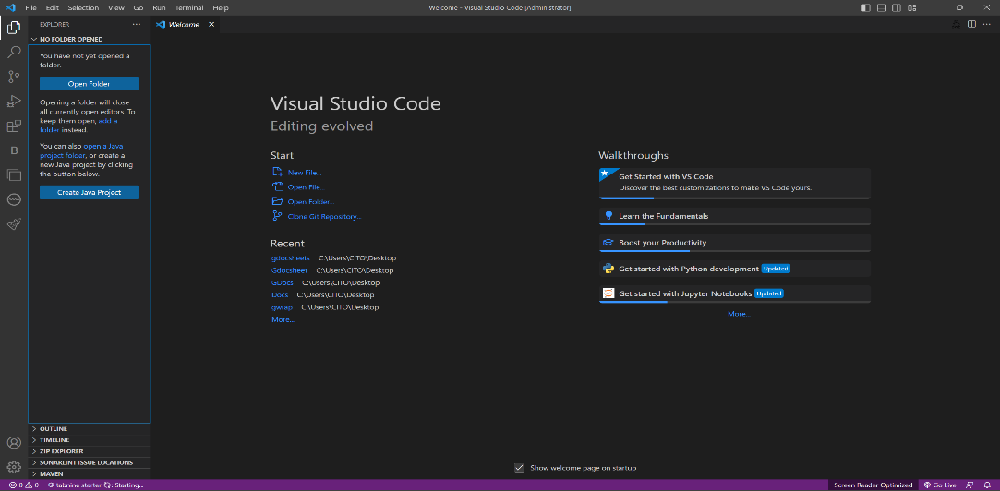 File Edit Selection View Go Run Terminal Help
Welcome - Visual Studio Code [Administrator]
EXPLORER
Welcome
NO FOLDER OPENED
You have not yet opened a
folder.
Open Folder
Opening a folder will close
all currently open editors. To
keep them open, add a
folder instead.
You can also open a Java
project folder, or create a
new Java project by clicking
the button below.
Create Java Project
OUTLINE
TIMELINE
ZIP EXPLORER
SONARLINT ISSUE LOCATIONS
MAVEN
Visual Studio Code
Editing evolved
Start
New File...
Open File...
Open Folder...
Clone Git Repository...
Recent
gdocsheets C:\Users\CITO\Desktop
Gdocsheet C:\Users\CITO\Desktop
GDocs C:\Users\CITO\Desktop
Docs C:\Users\CITO\Desktop
qwrap C:\Users\CITO\Desktop
More...
Walkthroughs
Get Started with VS Code
Discover the best customizations to make VS Code yours.
Learn the Fundamentals
Boost your Productivity
Get started with Python development Updated
Get started with Jupyter Notebooks Updated
More...
Show welcome page on startup
0 0 tabnine starter Starting... Screen Reader Optimized Go Live